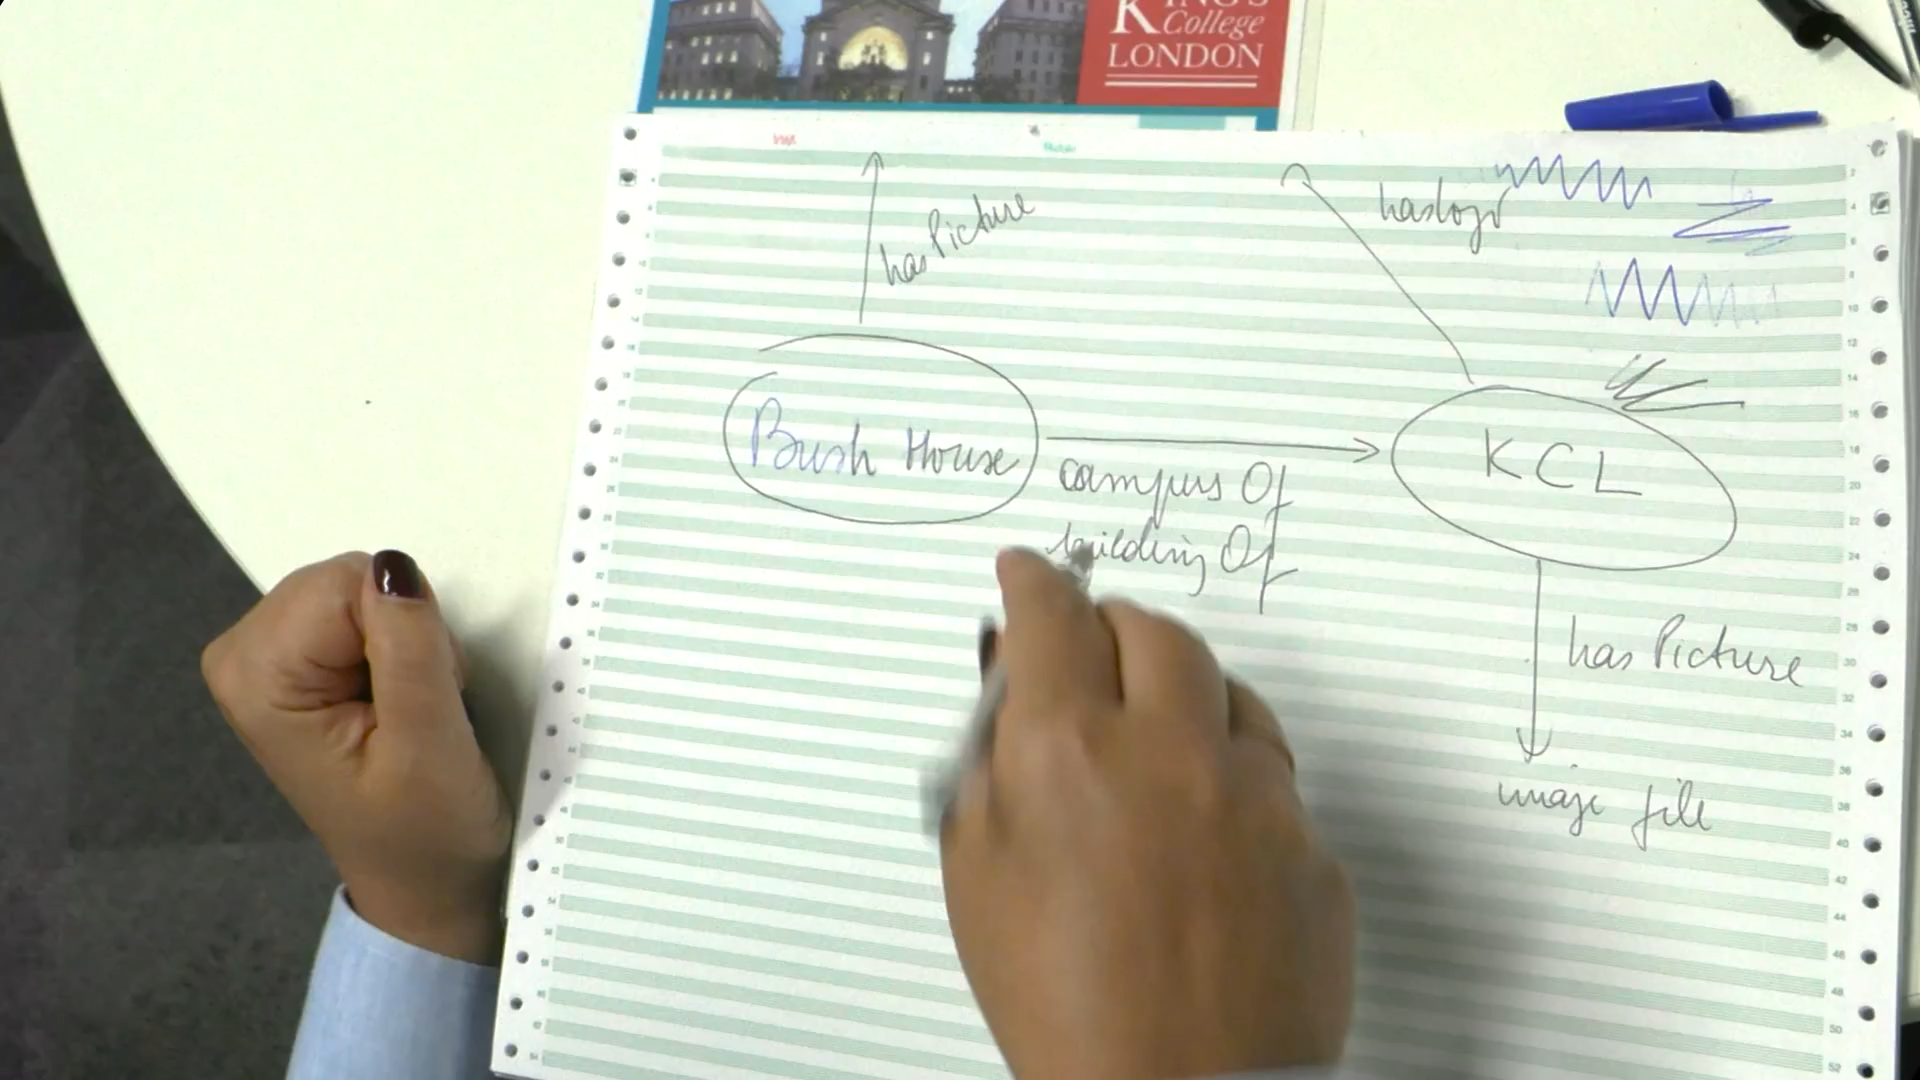 KING'S
College
LONDON
has Picture
haslogo
Bush House
campus Of
building Of
KCL
has Picture
image file